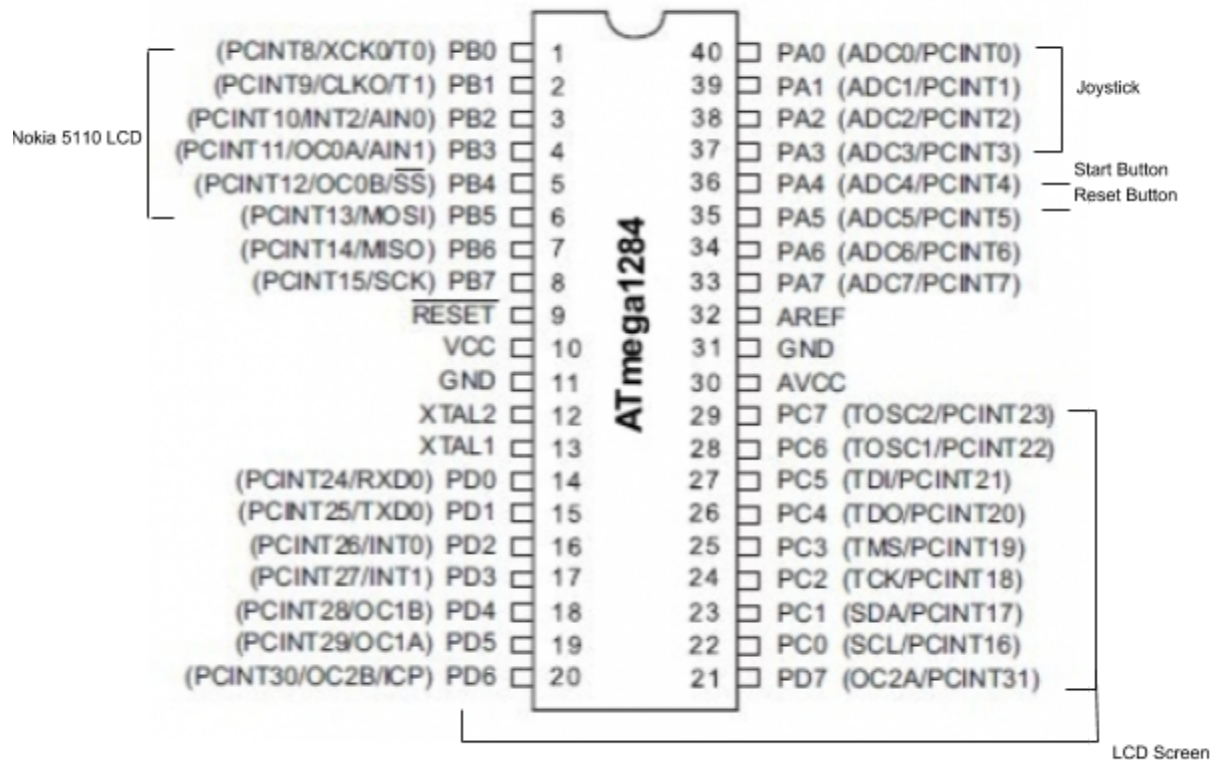 Nokia 5110 LCD
(PCINT8/XCK0/T0) PB0 1
(PCINT9/CLKO/T1) PB1 2
(PCINT10/INT2/AIN0) PB2 3
(PCINT11/OC0A/AIN1) PB3 4
(PCINT12/OC0B/SS) PB4 5
(PCINT13/MOSI) PB5 6
(PCINT14/MISO) PB6 7
(PCINT15/SCK) PB7 8
RESET 9
VCC 10
GND 11
XTAL2 12
XTAL1 13
(PCINT24/RXD0) PD0 14
(PCINT25/TXD0) PD1 15
(PCINT26/INT0) PD2 16
(PCINT27/INT1) PD3 17
(PCINT28/OC1B) PD4 18
(PCINT29/OC1A) PD5 19
(PCINT30/OC2B/ICP) PD6 20
ATmega1284
40 PA0 (ADC0/PCINT0)
39 PA1 (ADC1/PCINT1)
38 PA2 (ADC2/PCINT2)
37 PA3 (ADC3/PCINT3)
36 PA4 (ADC4/PCINT4)
35 PA5 (ADC5/PCINT5)
34 PA6 (ADC6/PCINT6)
33 PA7 (ADC7/PCINT7)
32 AREF
31 GND
30 AVCC
29 PC7 (TOSC2/PCINT23)
28 PC6 (TOSC1/PCINT22)
27 PC5 (TDI/PCINT21)
26 PC4 (TDO/PCINT20)
25 PC3 (TMS/PCINT19)
24 PC2 (TCK/PCINT18)
23 PC1 (SDA/PCINT17)
22 PC0 (SCL/PCINT16)
21 PD7 (OC2A/PCINT31)
Joystick
Start Button
Reset Button
LCD Screen